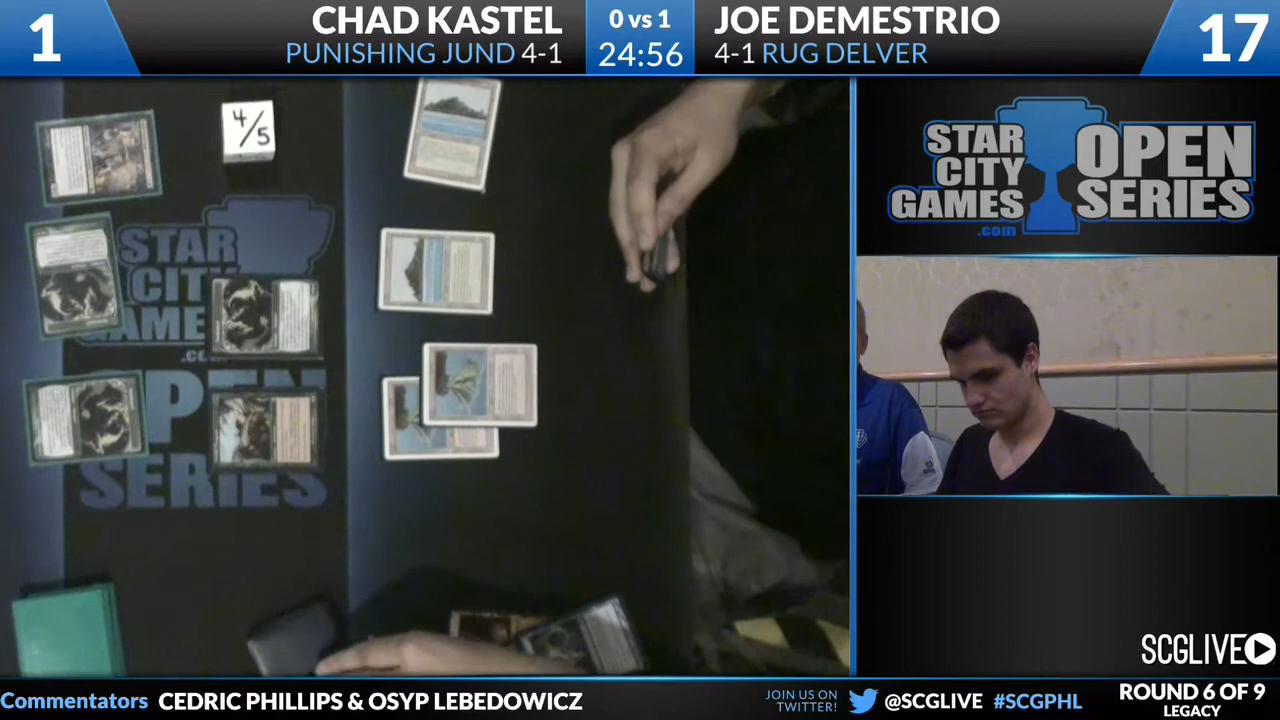 1
CHAD KASTEL
PUNISHING JUND 4-1
0 vs 1
24:56
JOE DEMESTRIO
4-1 RUG DELVER
17
4/5
STAR
CITY
GAMES
.com
OPEN
SERIES
STAR
CITY
GAMES
.com
OPEN
SERIES
SCGLIVE
Commentators CEDRIC PHILLIPS & OSYP LEBEDOWICZ
JOIN US ON
TWITTER!
@SCGLIVE #SCGPHL
ROUND 6 OF 9
LEGACY